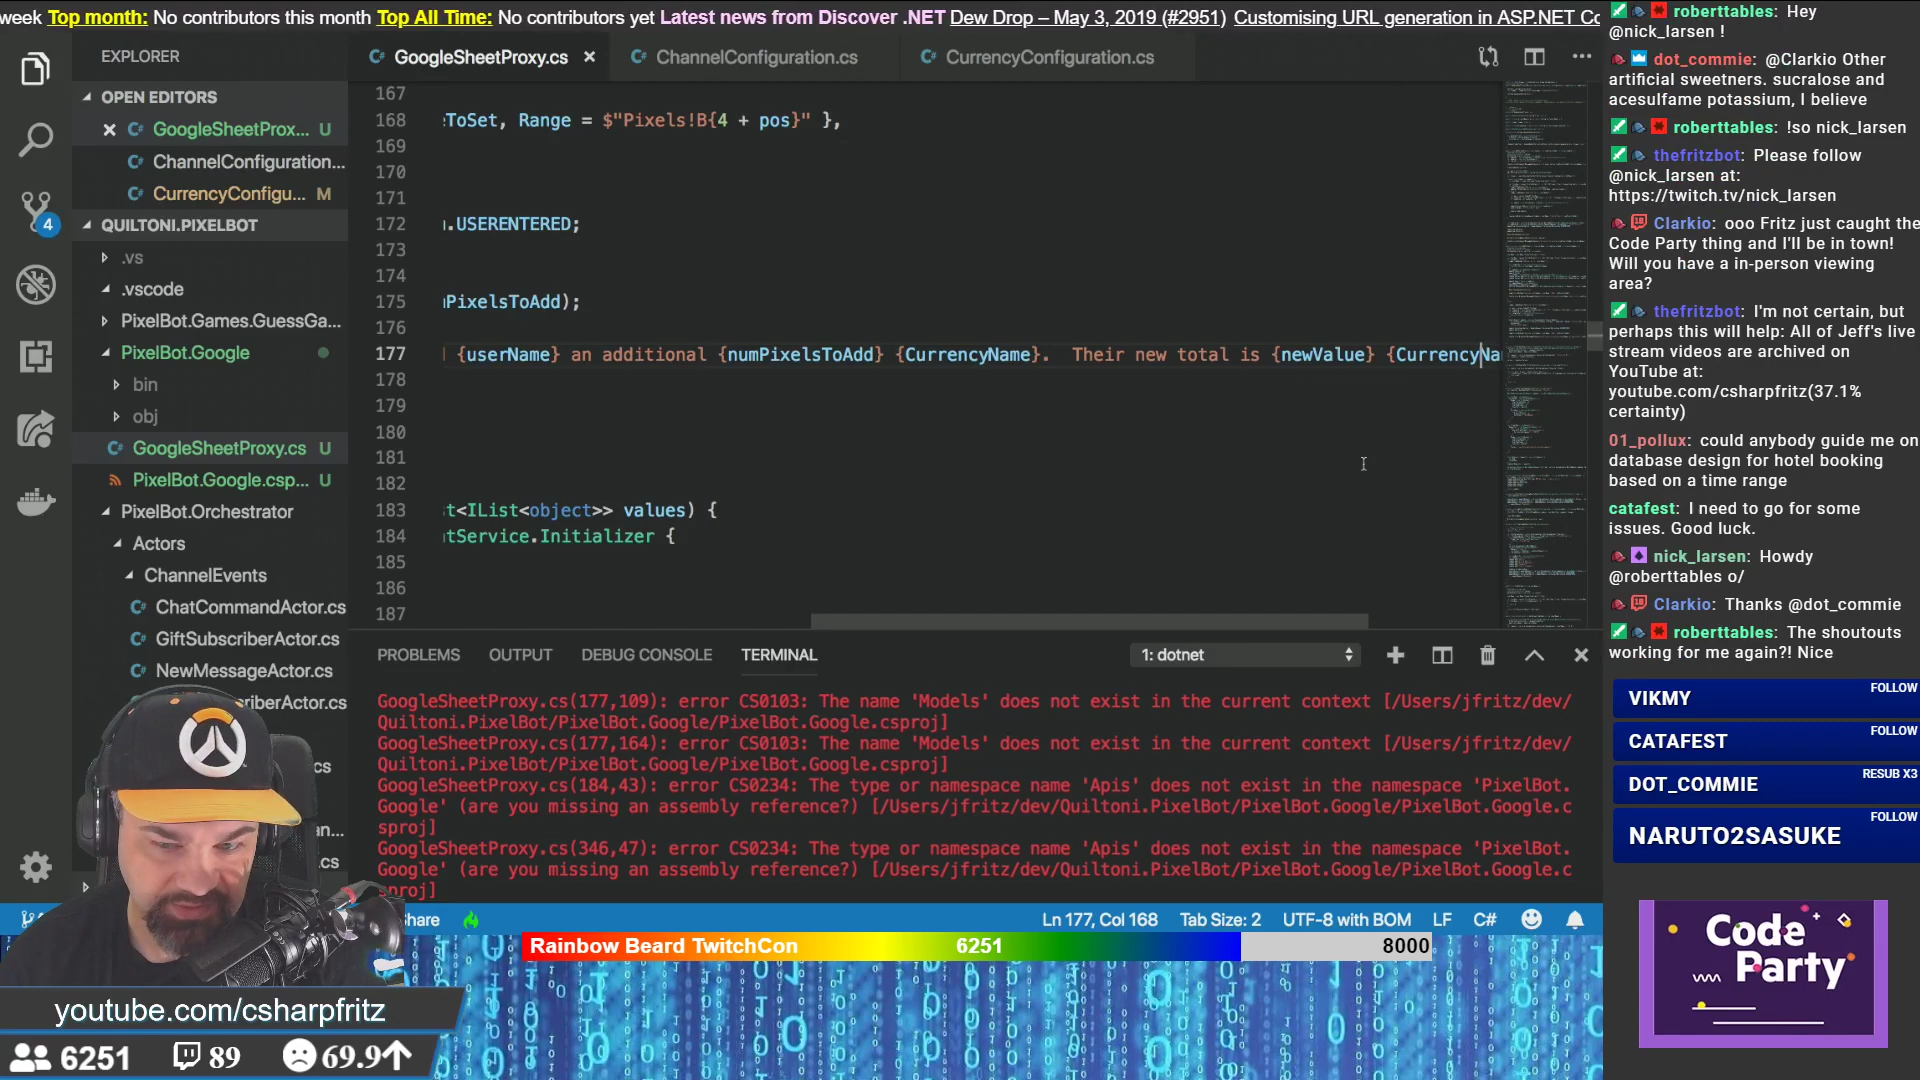 week Top month: No contributors this month Top All Time: No contributors yet Latest news from Discover .NET Dew Drop – May 3, 2019 (#2951) Customising URL generation in ASP.NET Co
EXPLORER
OPEN EDITORS
GoogleSheetProx... U
ChannelConfiguration...
CurrencyConfigu... M
QUILTONI.PIXELBOT
.vs
.vscode
PixelBot.Games.GuessGa...
PixelBot.Google
bin
obj
GoogleSheetProxy.cs U
PixelBot.Google.csp... U
PixelBot.Orchestrator
Actors
ChannelEvents
ChatCommandActor.cs
GiftSubscriberActor.cs
NewMessageActor.cs
scriberActor.cs
cs
an...
.cs
4
GoogleSheetProxy.cs
ChannelConfiguration.cs
CurrencyConfiguration.cs
167
168 ToSet, Range = $"Pixels!B{4 + pos}" },
169
170
171
172 .USERENTERED;
173
174
175 PixelsToAdd);
176
177 {userName} an additional {numPixelsToAdd} {CurrencyName}.  Their new total is {newValue} {CurrencyNa
178
179
180
181
182
183 t<IList<object>> values) {
184 tService.Initializer {
185
186
187
PROBLEMS OUTPUT DEBUG CONSOLE TERMINAL 1: dotnet
GoogleSheetProxy.cs(177,109): error CS0103: The name 'Models' does not exist in the current context [/Users/jfritz/dev/
Quiltoni.PixelBot/PixelBot.Google/PixelBot.Google.csproj]
GoogleSheetProxy.cs(177,164): error CS0103: The name 'Models' does not exist in the current context [/Users/jfritz/dev/
Quiltoni.PixelBot/PixelBot.Google/PixelBot.Google.csproj]
GoogleSheetProxy.cs(184,43): error CS0234: The type or namespace name 'Apis' does not exist in the namespace 'PixelBot.
Google' (are you missing an assembly reference?) [/Users/jfritz/dev/Quiltoni.PixelBot/PixelBot.Google/PixelBot.Google.c
sproj]
GoogleSheetProxy.cs(346,47): error CS0234: The type or namespace name 'Apis' does not exist in the namespace 'PixelBot.
Google' (are you missing an assembly reference?) [/Users/jfritz/dev/Quiltoni.PixelBot/PixelBot.Google/PixelBot.Google.c
sproj]
hare Ln 177, Col 168 Tab Size: 2 UTF-8 with BOM LF C#
Rainbow Beard TwitchCon 6251 8000
youtube.com/csharpfritz
6251 89 69.9
roberttables: Hey
@nick_larsen !
dot_commie: @Clarkio Other
artificial sweetners. sucralose and
acesulfame potassium, I believe
roberttables: !so nick_larsen
thefritzbot: Please follow
@nick_larsen at:
https://twitch.tv/nick_larsen
Clarkio: ooo Fritz just caught the
Code Party thing and I'll be in town!
Will you have a in-person viewing
area?
thefritzbot: I'm not certain, but
perhaps this will help: All of Jeff's live
stream videos are archived on
YouTube at:
youtube.com/csharpfritz(37.1%
certainty)
01_pollux: could anybody guide me on
database design for hotel booking
based on a time range
catafest: I need to go for some
issues. Good luck.
nick_larsen: Howdy
@roberttables o/
Clarkio: Thanks @dot_commie
roberttables: The shoutouts
working for me again?! Nice
VIKMY FOLLOW
CATAFEST FOLLOW
DOT_COMMIE RESUB X3
NARUTO2SASUKE FOLLOW
Code
Party